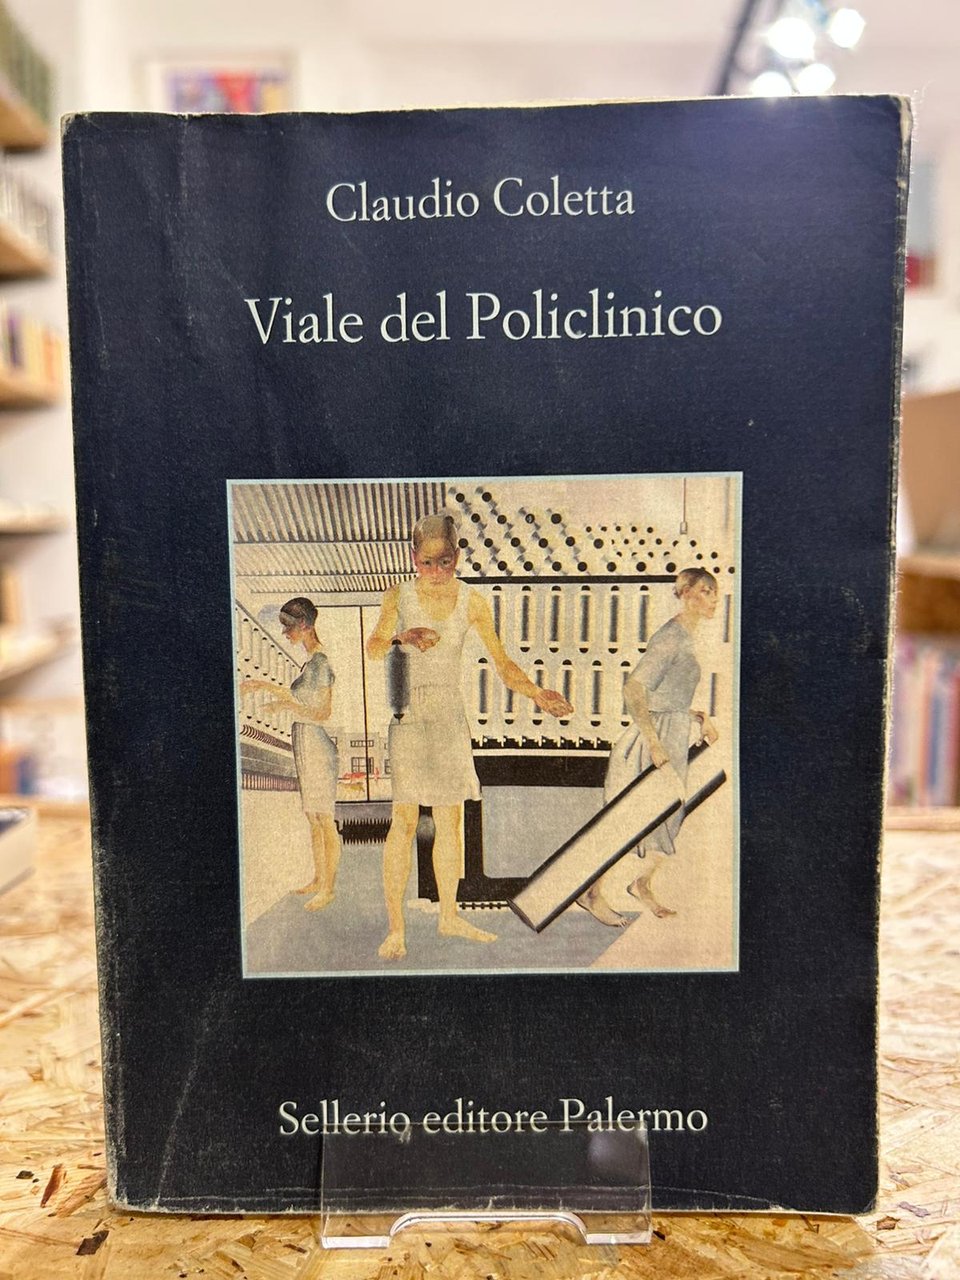 Claudio Coletta
Viale del Policlinico
Sellerio editore Palermo